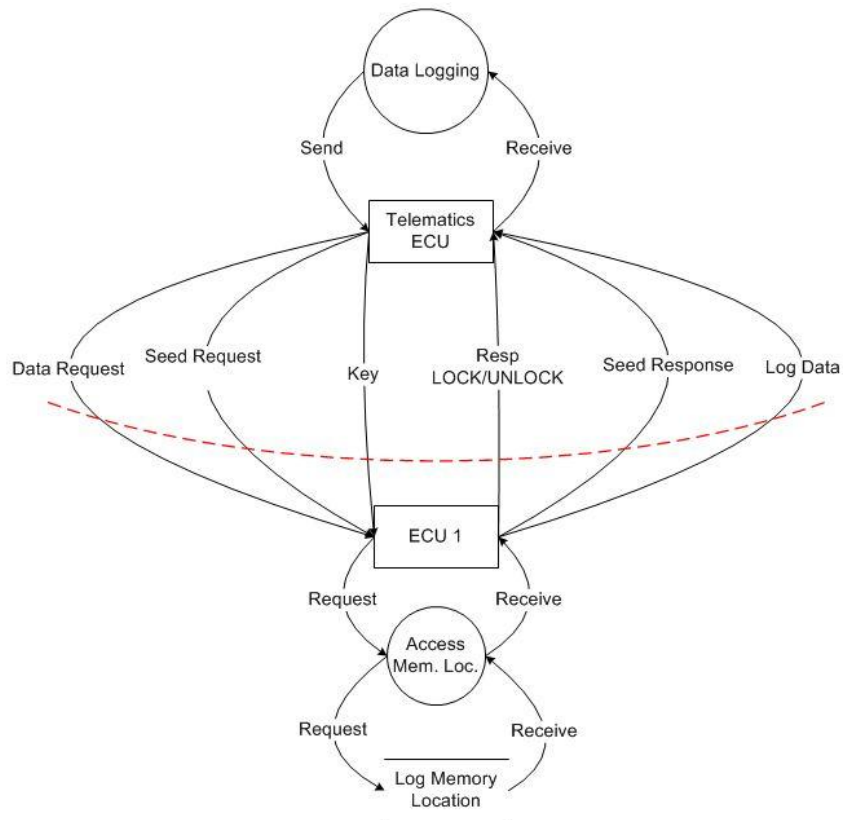 Data Logging
Send
Receive
Telematics
ECU
Data Request
Seed Request
Key
Resp
LOCK/UNLOCK
Seed Response
Log Data
ECU 1
Request
Receive
Access
Mem. Loc.
Request
Receive
Log Memory
Location